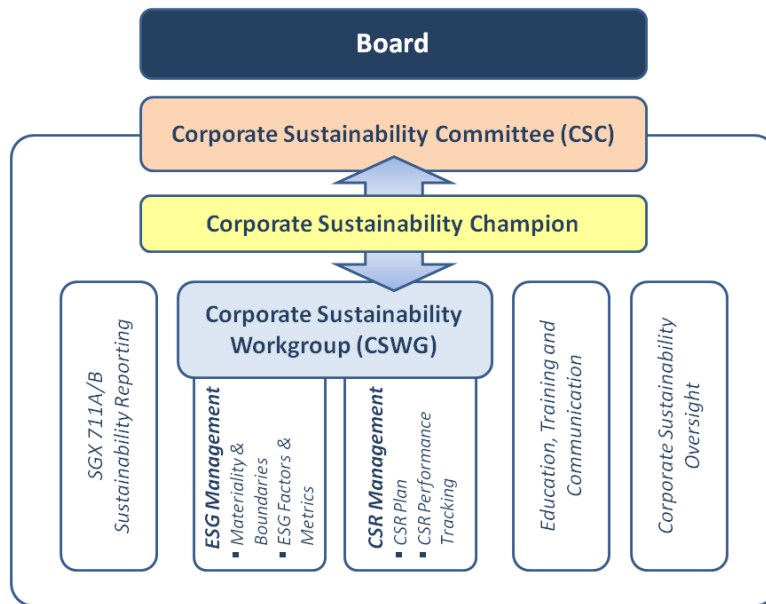 Board
Corporate Sustainability Committee (CSC)
Corporate Sustainability Champion
Corporate Sustainability
Workgroup (CSWG)
SGX 711A/B
Sustainability Reporting
ESG Management
▪ Materiality &
Boundaries
▪ ESG Factors &
Metrics
CSR Management
▪ CSR Plan
▪ CSR Performance
Tracking
Education, Training and
Communication
Corporate Sustainability
Oversight